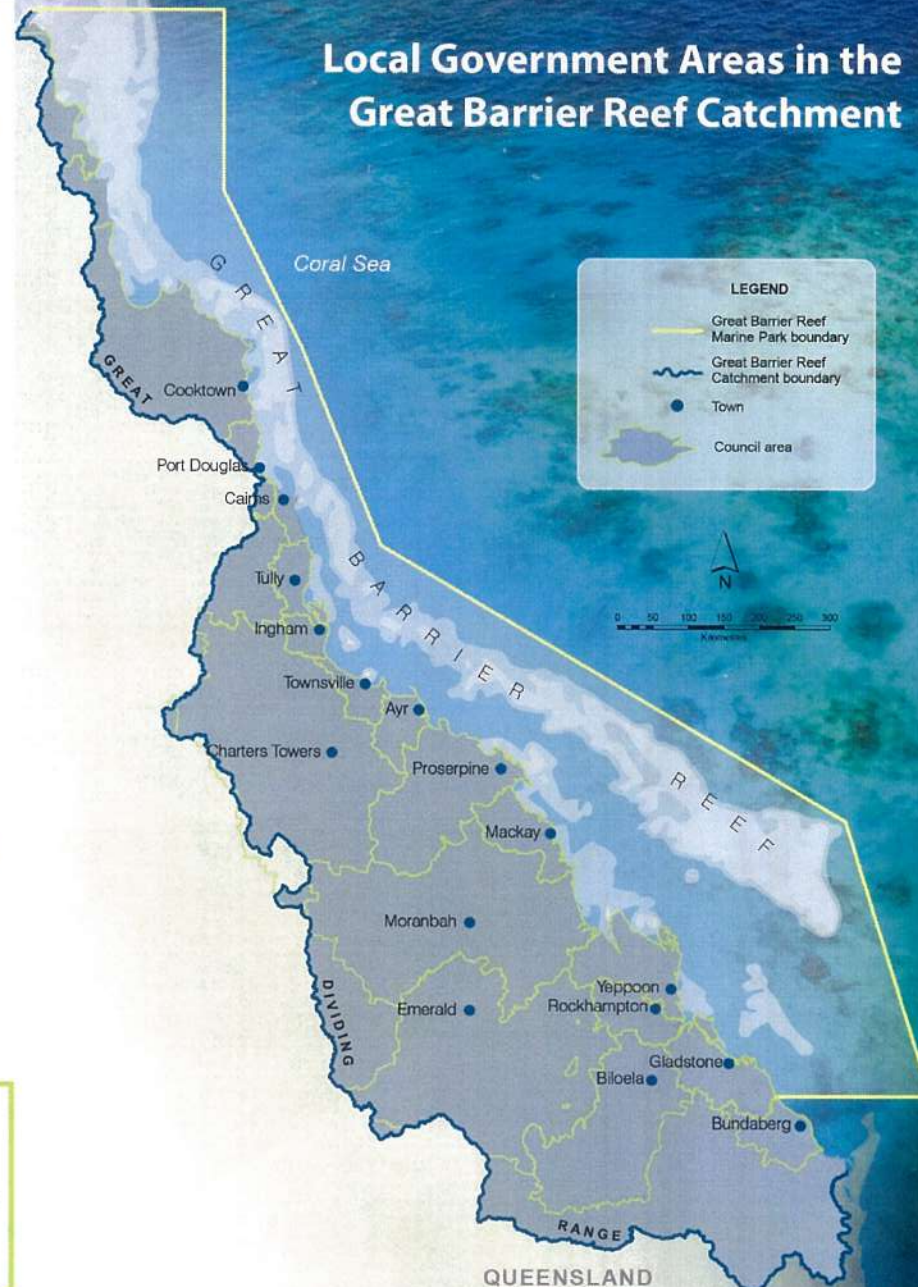 Local Government Areas in the
Great Barrier Reef Catchment
Coral Sea
GREAT
BARRIER
REEF
LEGEND
Great Barrier Reef
Marine Park boundary
Great Barrier Reef
Catchment boundary
Town
Council area
N
0 50 100 150 200 250 300
Kilometres
GREAT
Cooktown
Port Douglas
Cairns
Tully
Ingham
Townsville
Ayr
Charters Towers
Proserpine
Mackay
Moranbah
DIVIDING
Emerald
Yeppoon
Rockhampton
Gladstone
Biloela
Bundaberg
RANGE
QUEENSLAND